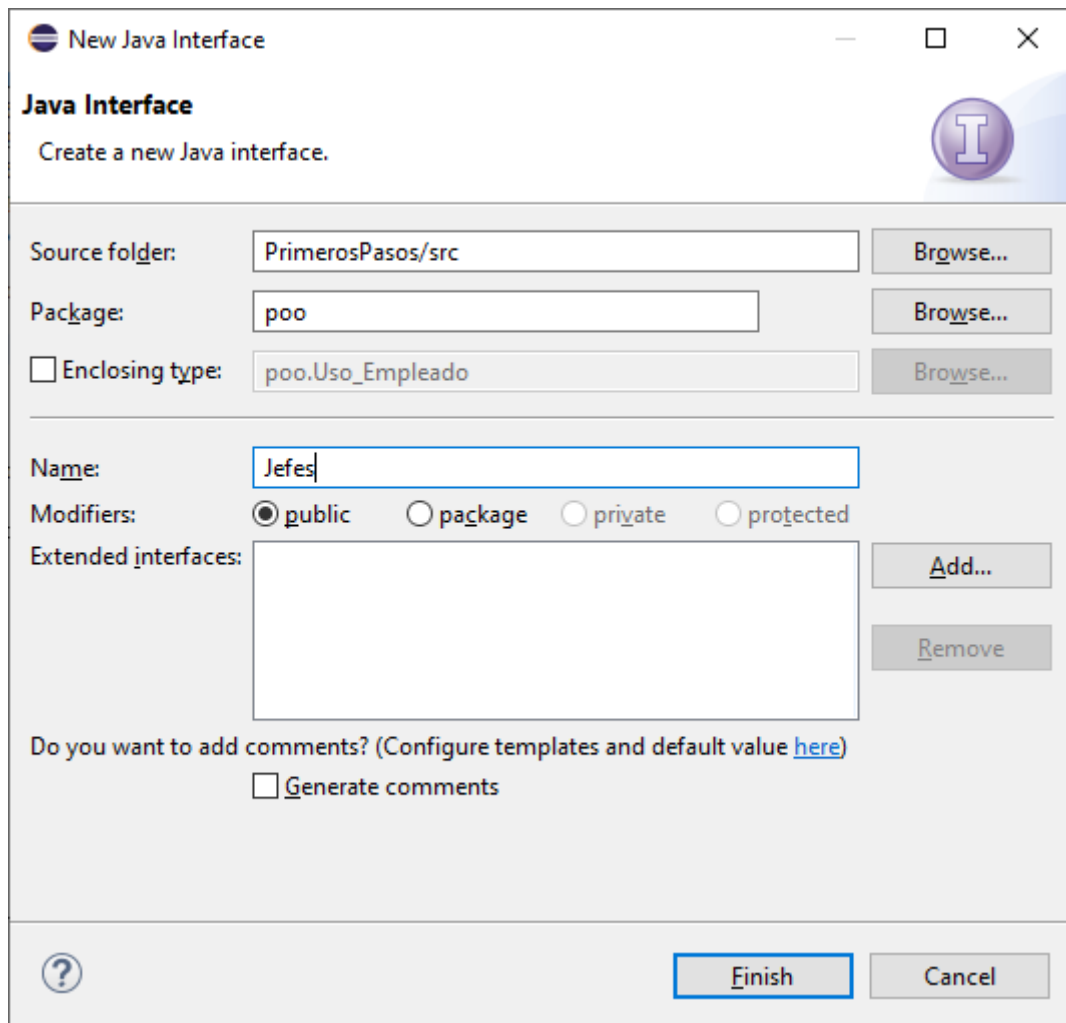 New Java Interface
Java Interface
Create a new Java interface.
Source folder: PrimerosPasos/src Browse...
Package: poo Browse...
Enclosing type: poo.Uso_Empleado Browse...
Name: Jefes
Modifiers: public package private protected
Extended interfaces: Add...
Remove
Do you want to add comments? (Configure templates and default value here)
Generate comments
? Finish Cancel